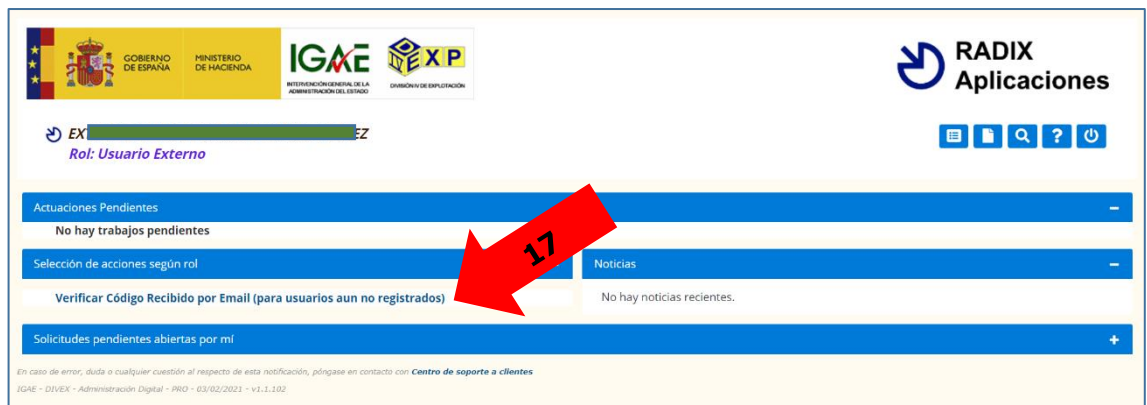 GOBIERNO
DE ESPAÑA
MINISTERIO
DE HACIENDA
IGAE
INTERVENCIÓN GENERAL DE LA
ADMINISTRACIÓN DEL ESTADO
EXP
DIVISIÓN IV DE EXPLOTACIÓN
RADIX
Aplicaciones
EX EZ
Rol: Usuario Externo
Actuaciones Pendientes
No hay trabajos pendientes
17
Selección de acciones según rol
Noticias
Verificar Código Recibido por Email (para usuarios aun no registrados)
No hay noticias recientes.
Solicitudes pendientes abiertas por mí
En caso de error, duda o cualquier cuestión al respecto de esta notificación, póngase en contacto con Centro de soporte a clientes
IGAE - DIVEX - Administración Digital - PRO - 03/02/2021 - v1.1.102